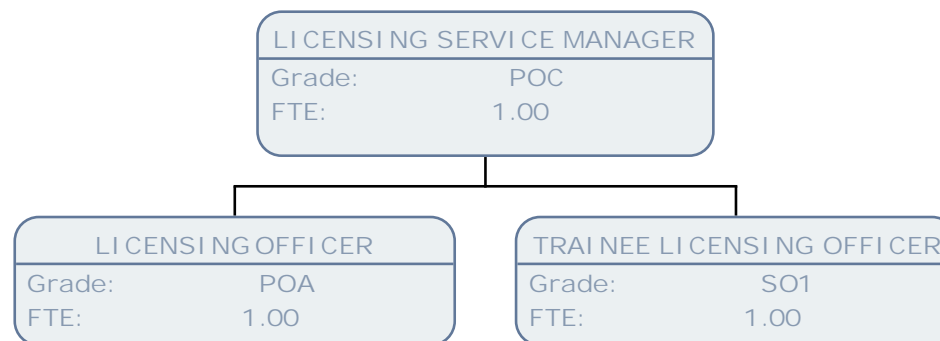 LICENSING SERVICE MANAGER
Grade: POC
FTE: 1.00
LICENSING OFFICER
Grade: POA
FTE: 1.00
TRAINEE LICENSING OFFICER
Grade: SO1
FTE: 1.00